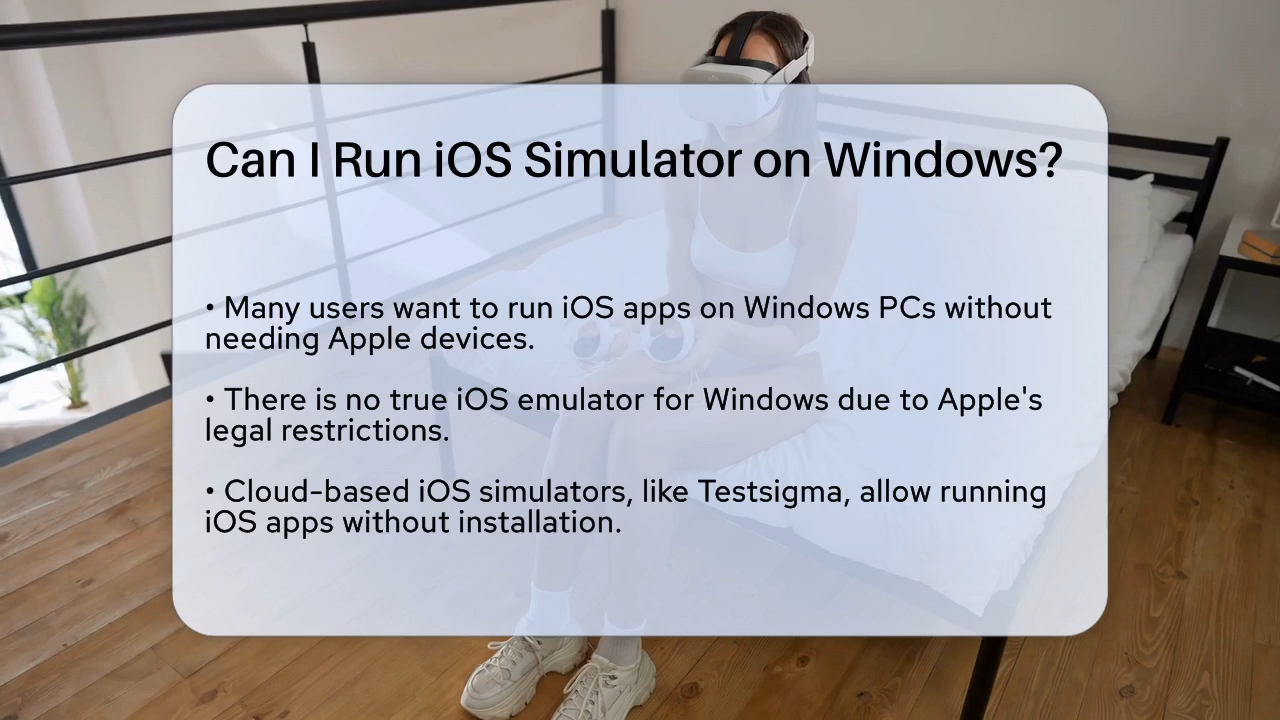 Can I Run iOS Simulator on Windows?
• Many users want to run iOS apps on Windows PCs without
needing Apple devices.
• There is no true iOS emulator for Windows due to Apple's
legal restrictions.
• Cloud-based iOS simulators, like Testsigma, allow running
iOS apps without installation.